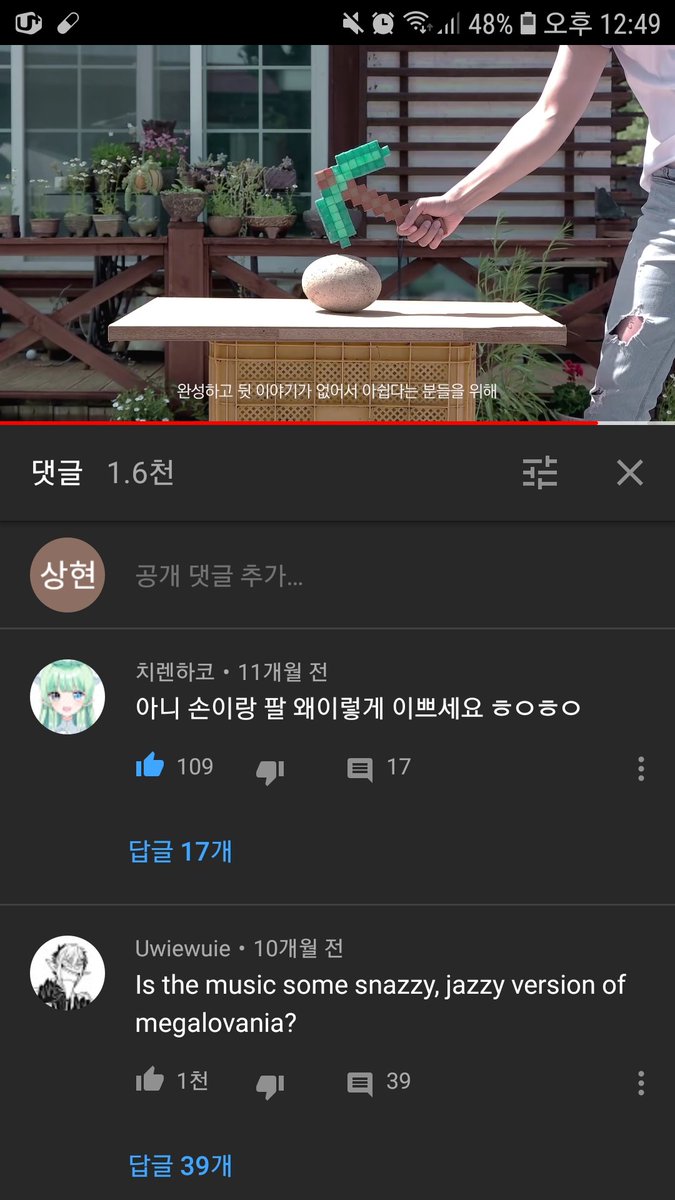 48% 오후 12:49
완성하고 뒷 이야기가 없어서 아쉽다는 분들을 위해
댓글 1.6천
상현 공개 댓글 추가...
치렌하코 • 11개월 전
아니 손이랑 팔 왜이렇게 이쁘세요 ㅎㅇㅎㅇ
109 17
답글 17개
Uwiewuie • 10개월 전
Is the music some snazzy, jazzy version of
megalovania?
1천 39
답글 39개